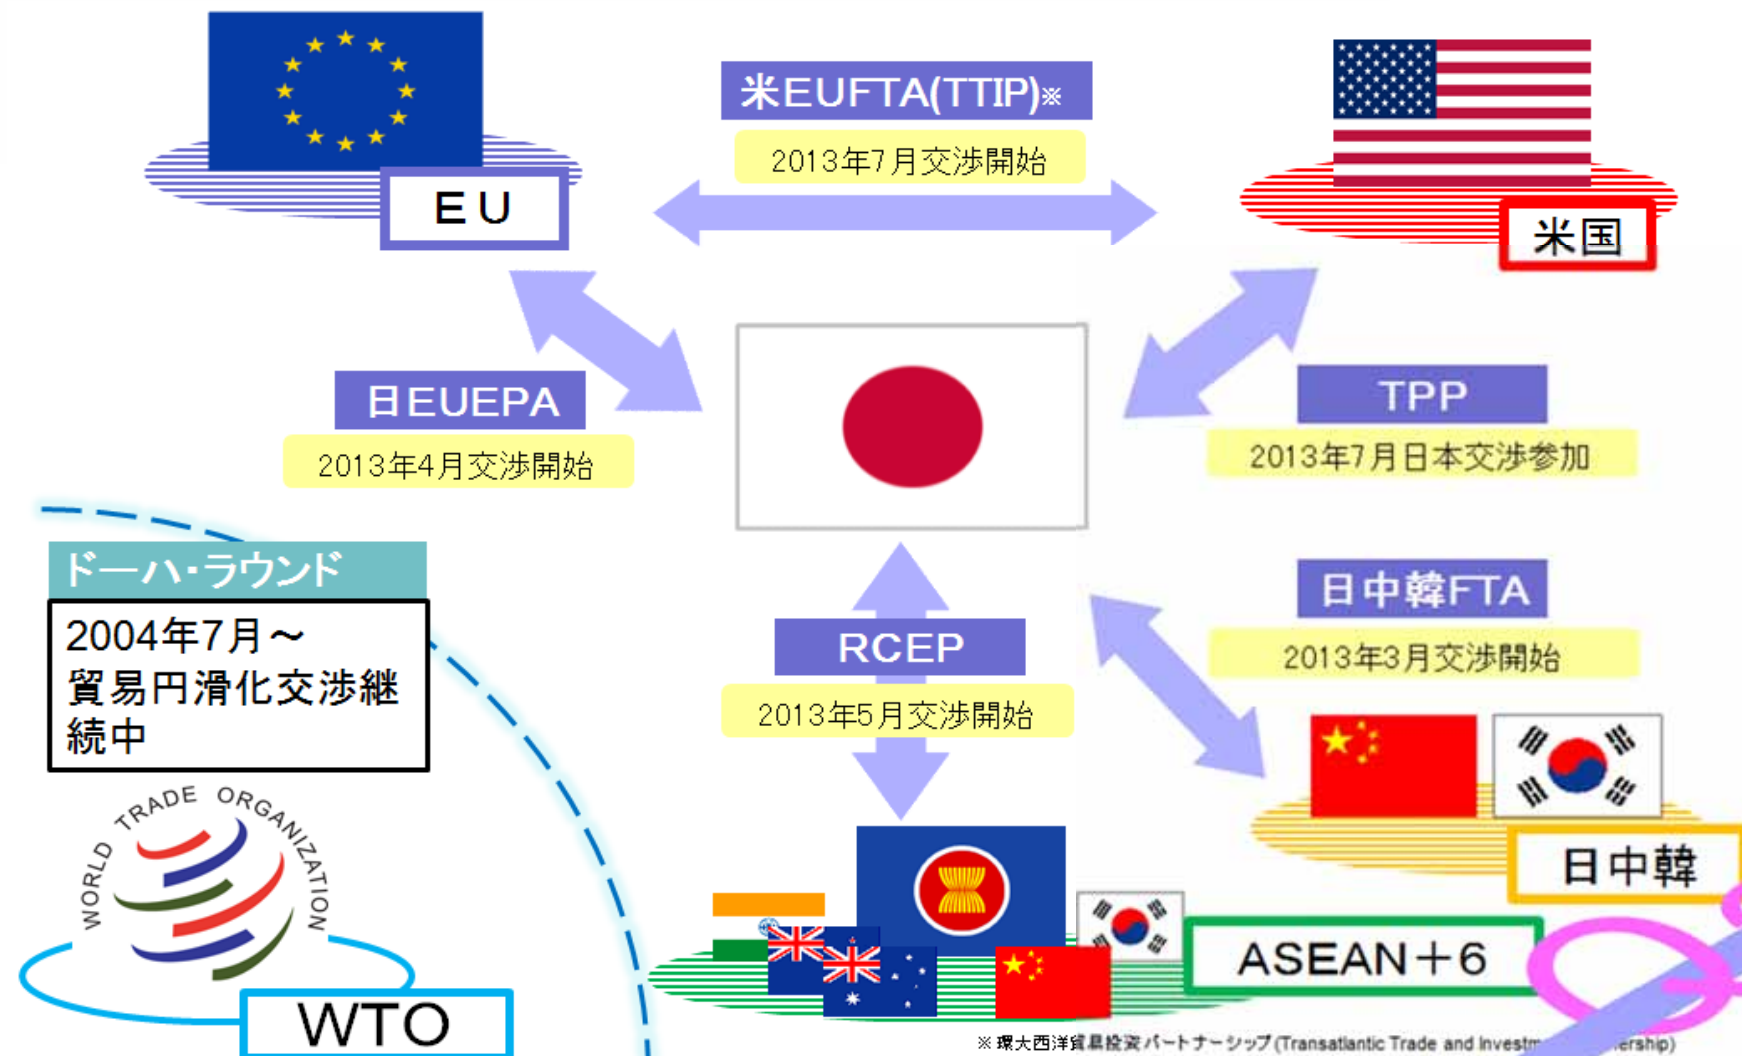 米EUFTA(TTIP)※
2013年7月交渉開始
EU
米国
日EUEPA
2013年4月交渉開始
TPP
2013年7月日本交渉参加
ドーハ・ラウンド
2004年7月～
貿易円滑化交渉継
続中
RCEP
2013年5月交渉開始
日中韓FTA
2013年3月交渉開始
日中韓
WORLD TRADE ORGANIZATION
WTO
ASEAN＋6
※環大西洋貿易投資パートナーシップ(Transatlantic Trade and